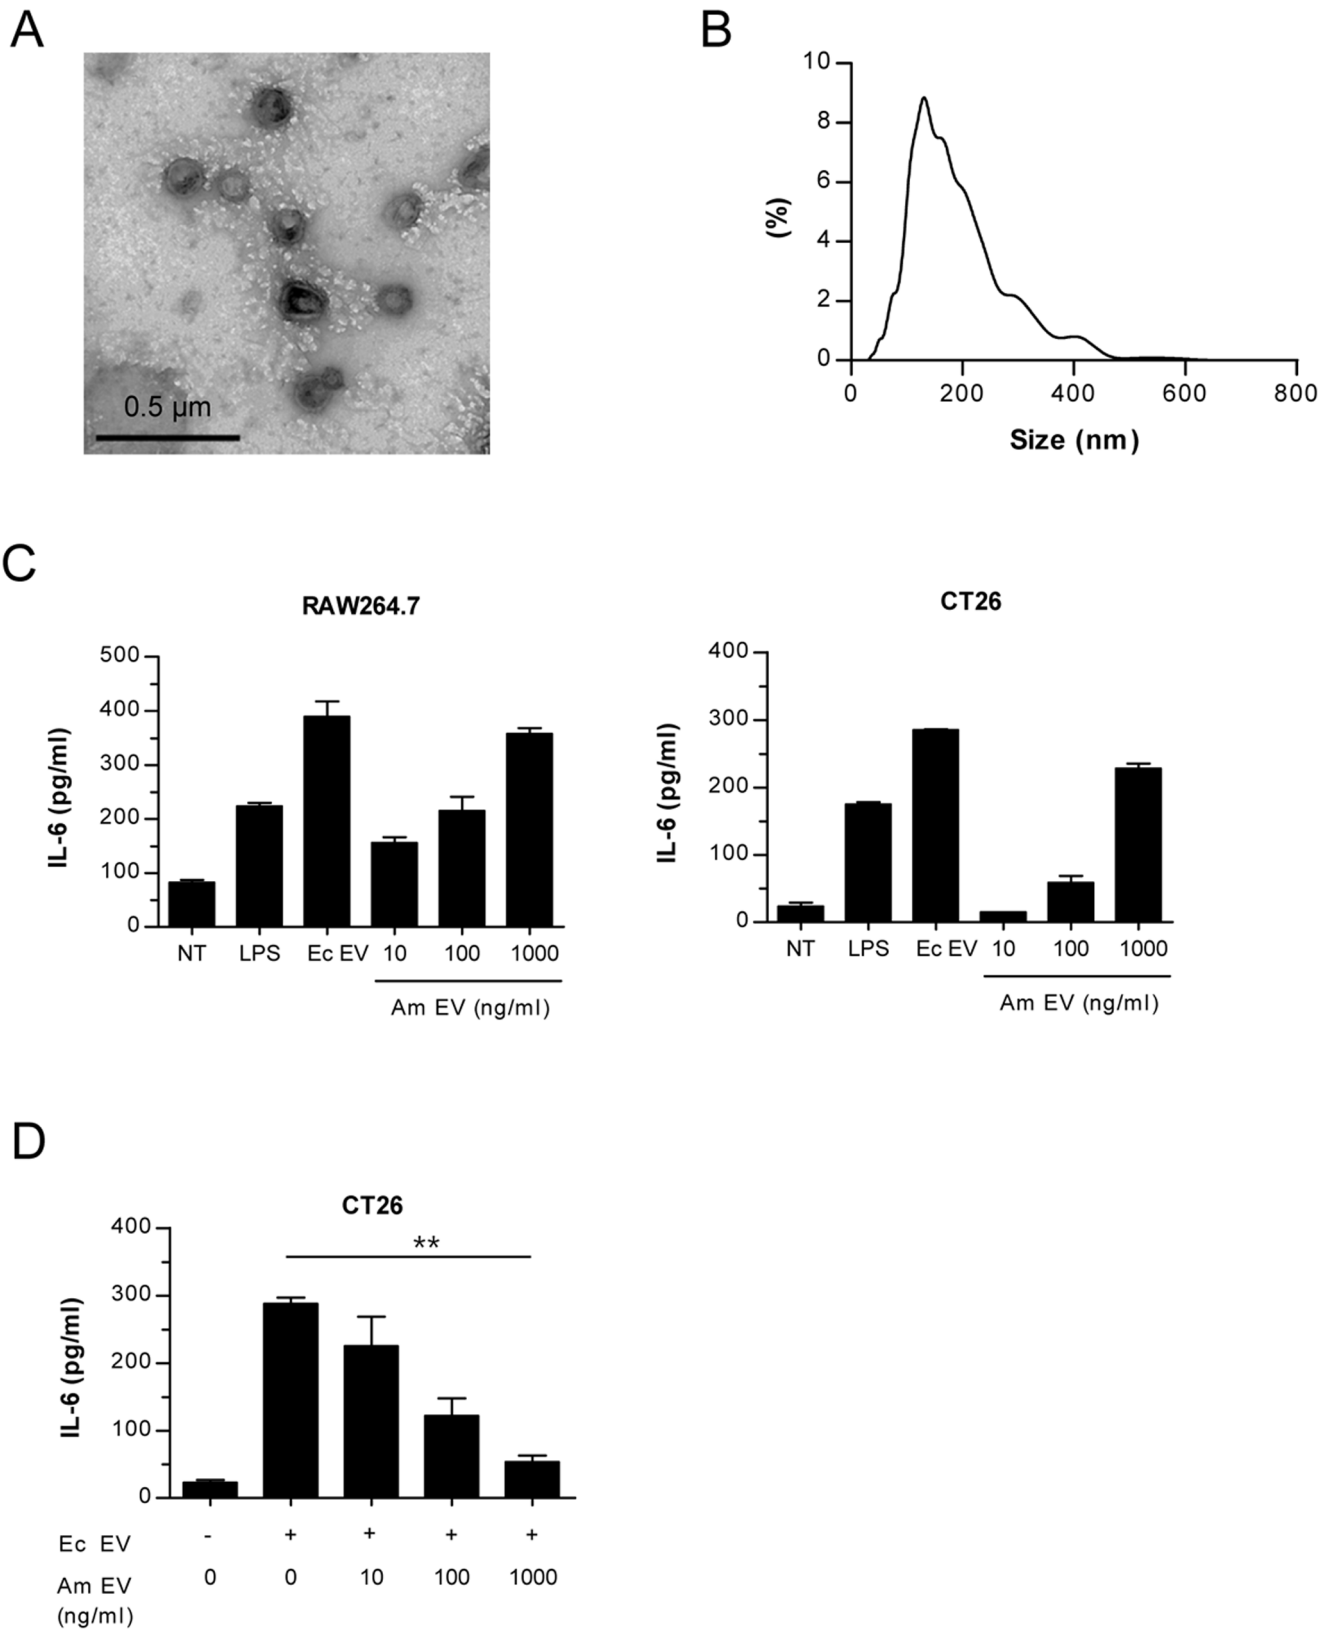 A
0.5 μm
B
10
8
6
4
2
0
(%)
0 200 400 600 800
Size (nm)
C
RAW264.7
500
400
300
200
100
0
IL-6 (pg/ml)
NT LPS Ec EV 10 100 1000
Am EV (ng/ml)
CT26
400
300
200
100
0
IL-6 (pg/ml)
NT LPS Ec EV 10 100 1000
Am EV (ng/ml)
D
CT26
**
400
300
200
100
0
IL-6 (pg/ml)
Ec EV - + + + +
Am EV 0 0 10 100 1000
(ng/ml)